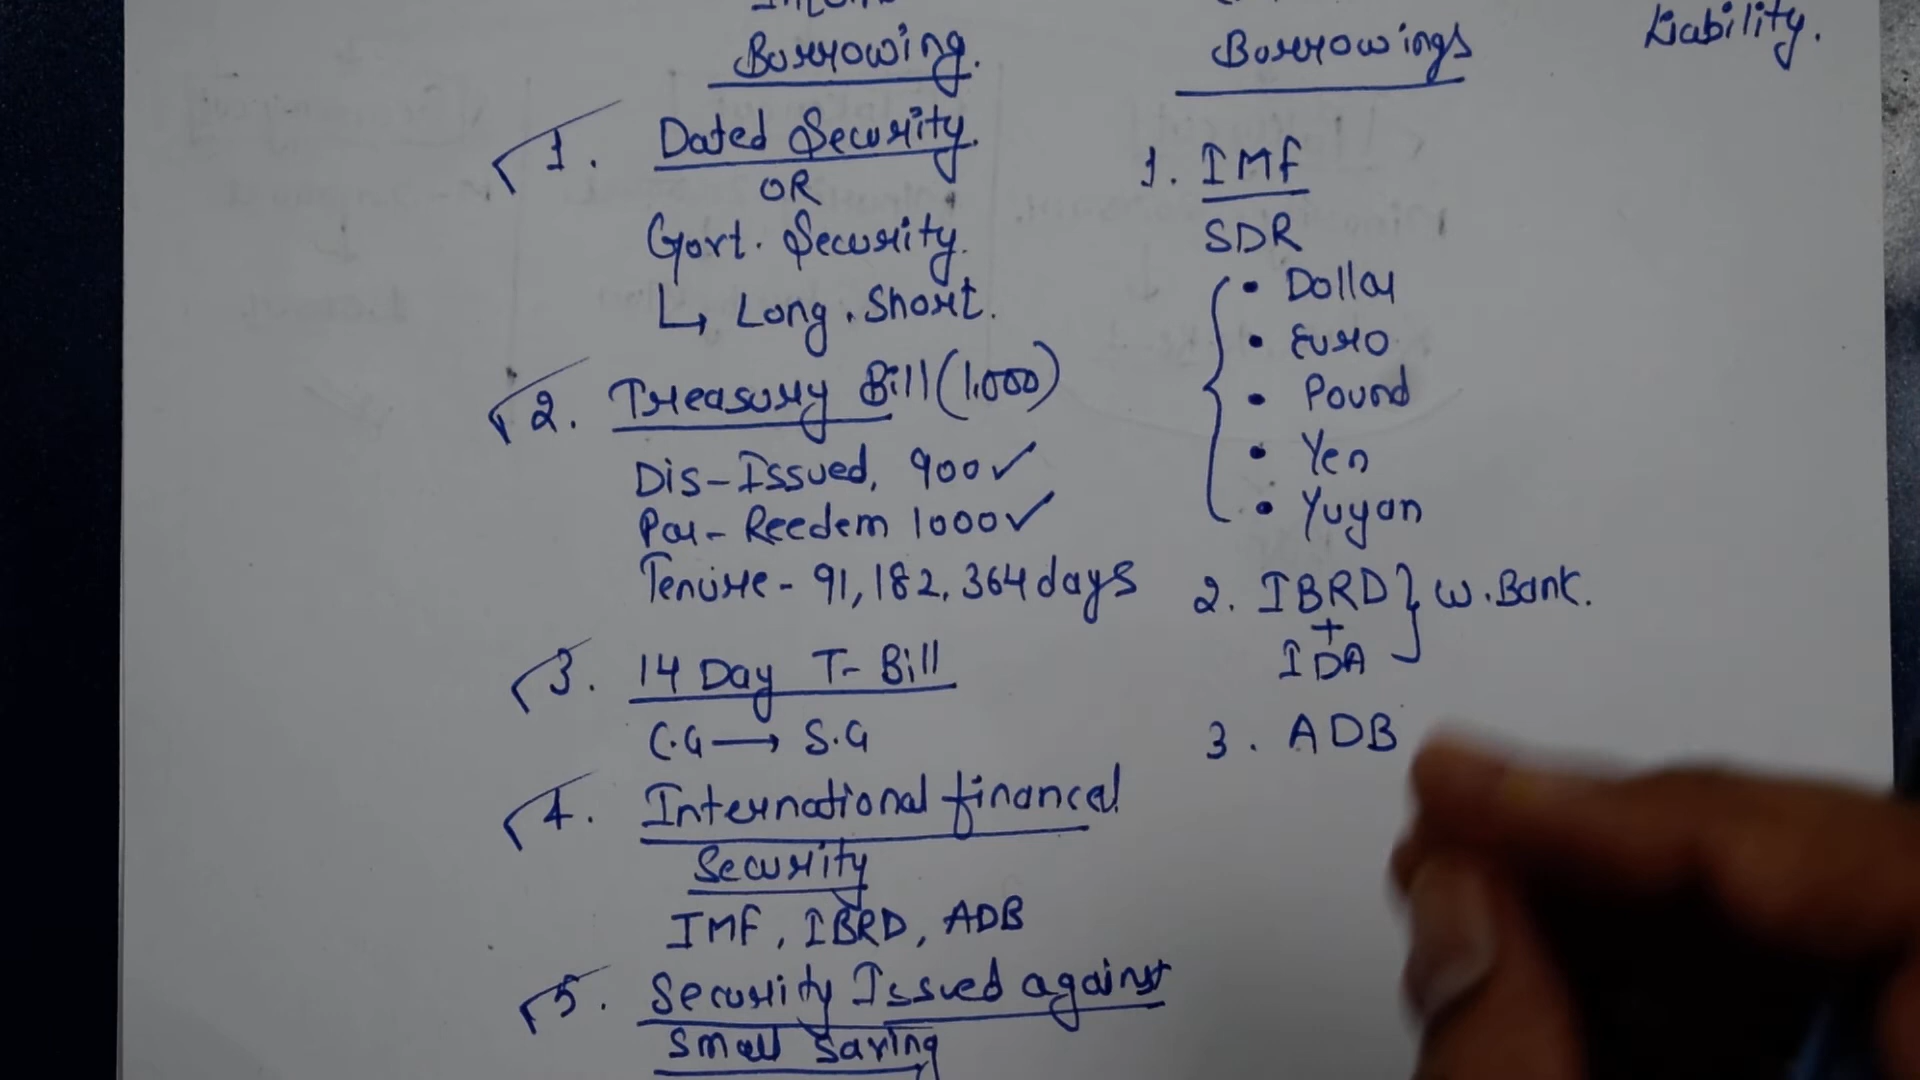 Borrowing.
1. Dated Security.
OR
Govt. Security.
↳ Long, Short.
2. Treasury Bill (1,000)
Dis-Issued, 900 ✓
Par- Reedem 1000 ✓
Tenure - 91, 182, 364 days
3. 14 Day T- Bill
C.G → S.G
4. International financal
Security
IMF, IBRD, ADB
5. Security Issued against
Small Saving
Borrowings
1. IMF
SDR
• Dollar
• Euro
• Pound
• Yen
• Yuyan
2. IBRD } W. Bank.
+
IDA
3. ADB
Liability.